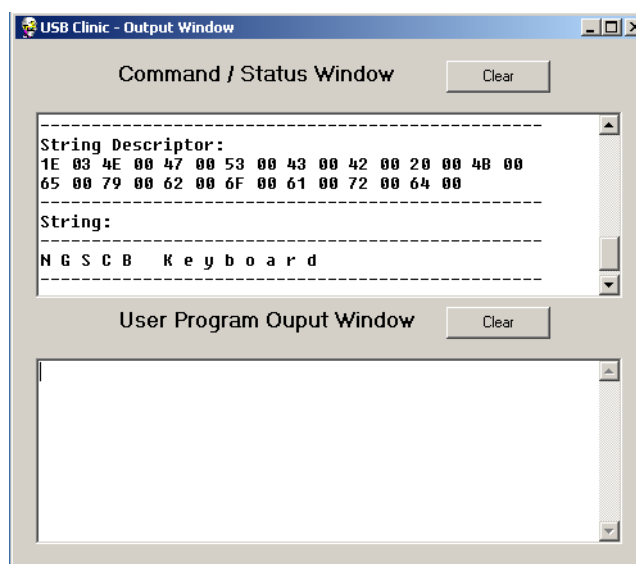 USB Clinic - Output Window
Command / Status Window
Clear
--------------------------------------------------
String Descriptor:
1E 03 4E 00 47 00 53 00 43 00 42 00 20 00 4B 00
65 00 79 00 62 00 6F 00 61 00 72 00 64 00
--------------------------------------------------
String:
--------------------------------------------------
N G S C B   K e y b o a r d
--------------------------------------------------
User Program Ouput Window
Clear